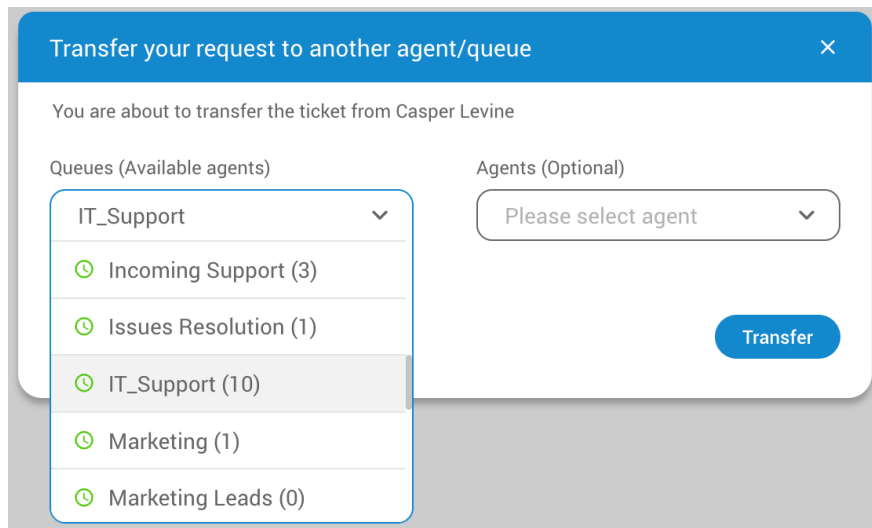 Transfer your request to another agent/queue
You are about to transfer the ticket from Casper Levine
Queues (Available agents)
Agents (Optional)
IT_Support
Please select agent
Incoming Support (3)
Issues Resolution (1)
Transfer
IT_Support (10)
Marketing (1)
Marketing Leads (0)